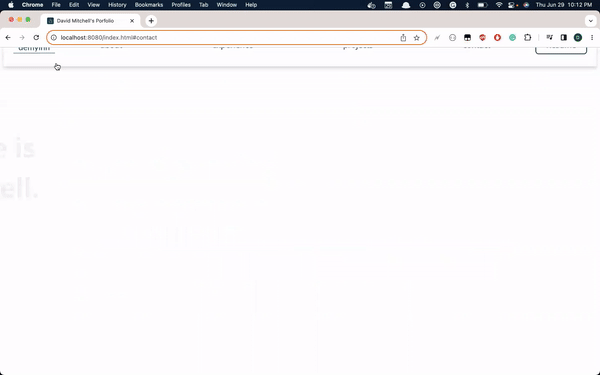 Chrome File Edit View History Bookmarks Profiles Tab Window Help Thu Jun 29 10:12 PM
David Mitchell's Porfolio
localhost:8080/index.html#contact
e is
ell.